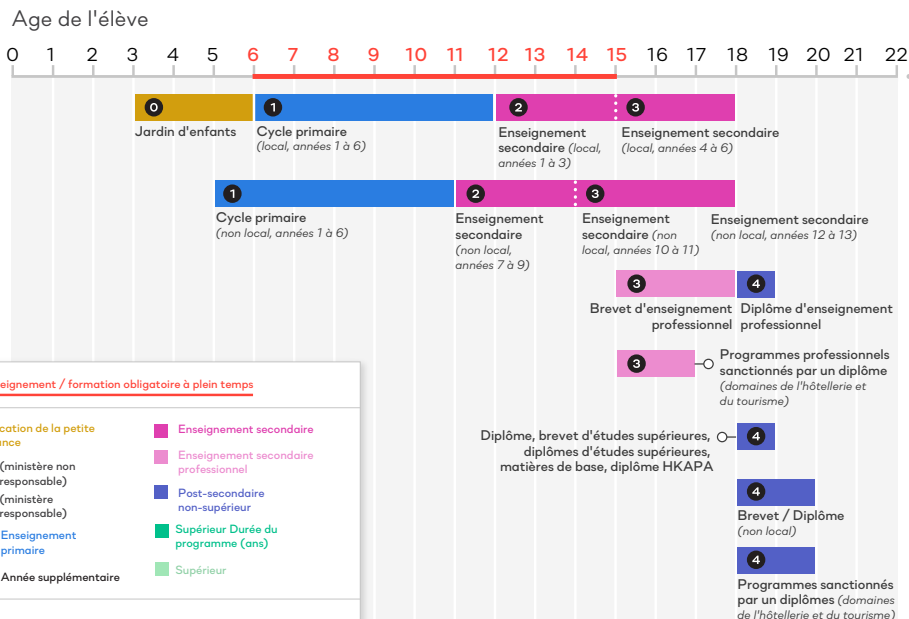 Age de l'élève
0 1 2 3 4 5 6 7 8 9 10 11 12 13 14 15 16 17 18 19 20 21 22
0 1 2 3
Jardin d'enfants
Cycle primaire
(local, années 1 à 6)
Enseignement
secondaire (local,
années 1 à 3)
Enseignement secondaire
(local, années 4 à 6)
1 2 3
Cycle primaire
(non local, années 1 à 6)
Enseignement
secondaire
(non local,
années 7 à 9)
Enseignement
secondaire (non
local, années 10 à 11)
Enseignement secondaire
(non local, années 12 à 13)
3 4
Brevet d'enseignement
professionnel
Diplôme d'enseignement
professionnel
3
Programmes professionnels
sanctionnés par un diplôme
(domaines de l'hôtellerie et
du tourisme)
Diplôme, brevet d'études supérieures,
diplômes d'études supérieures,
matières de base, diplôme HKAPA
4
4
Brevet / Diplôme
(non local)
4
Programmes sanctionnés
par un diplômes (domaines
de l'hôtellerie et du tourisme)
eignement / formation obligatoire à plein temps
cation de la petite
ance
(ministère non
responsable)
(ministère
responsable)
Enseignement
primaire
Année supplémentaire
Enseignement secondaire
Enseignement secondaire
professionnel
Post-secondaire
non-supérieur
Supérieur Durée du
programme (ans)
Supérieur